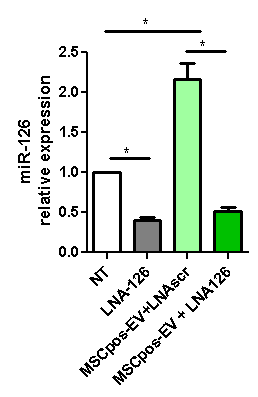 *
*
*
miR-126
relative expression
2.5
2.0
1.5
1.0
0.5
0.0
NT
LNA-126
MSCpos-EV+LNAscr
MSCpos-EV + LNA126